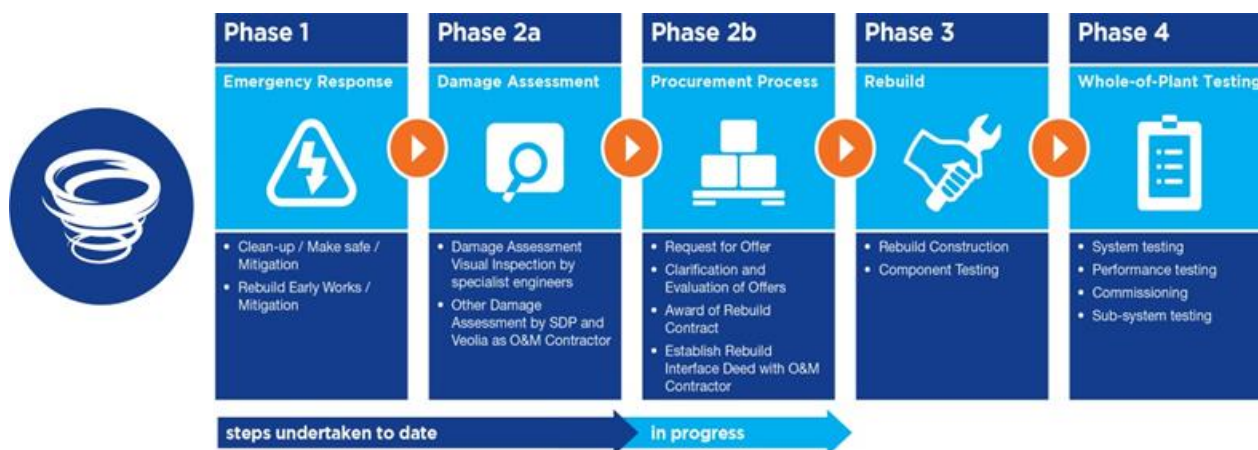 Phase 1
Emergency Response
• Clean-up / Make safe /
Mitigation
• Rebuild Early Works /
Mitigation
Phase 2a
Damage Assessment
• Damage Assessment
Visual Inspection by
specialist engineers
• Other Damage
Assessment by SDP and
Veolia as O&M Contractor
Phase 2b
Procurement Process
• Request for Offer
• Clarification and
Evaluation of Offers
• Award of Rebuild
Contract
• Establish Rebuild
Interface Deed with O&M
Contractor
Phase 3
Rebuild
• Rebuild Construction
• Component Testing
Phase 4
Whole-of-Plant Testing
• System testing
• Performance testing
• Commissioning
• Sub-system testing
steps undertaken to date
in progress